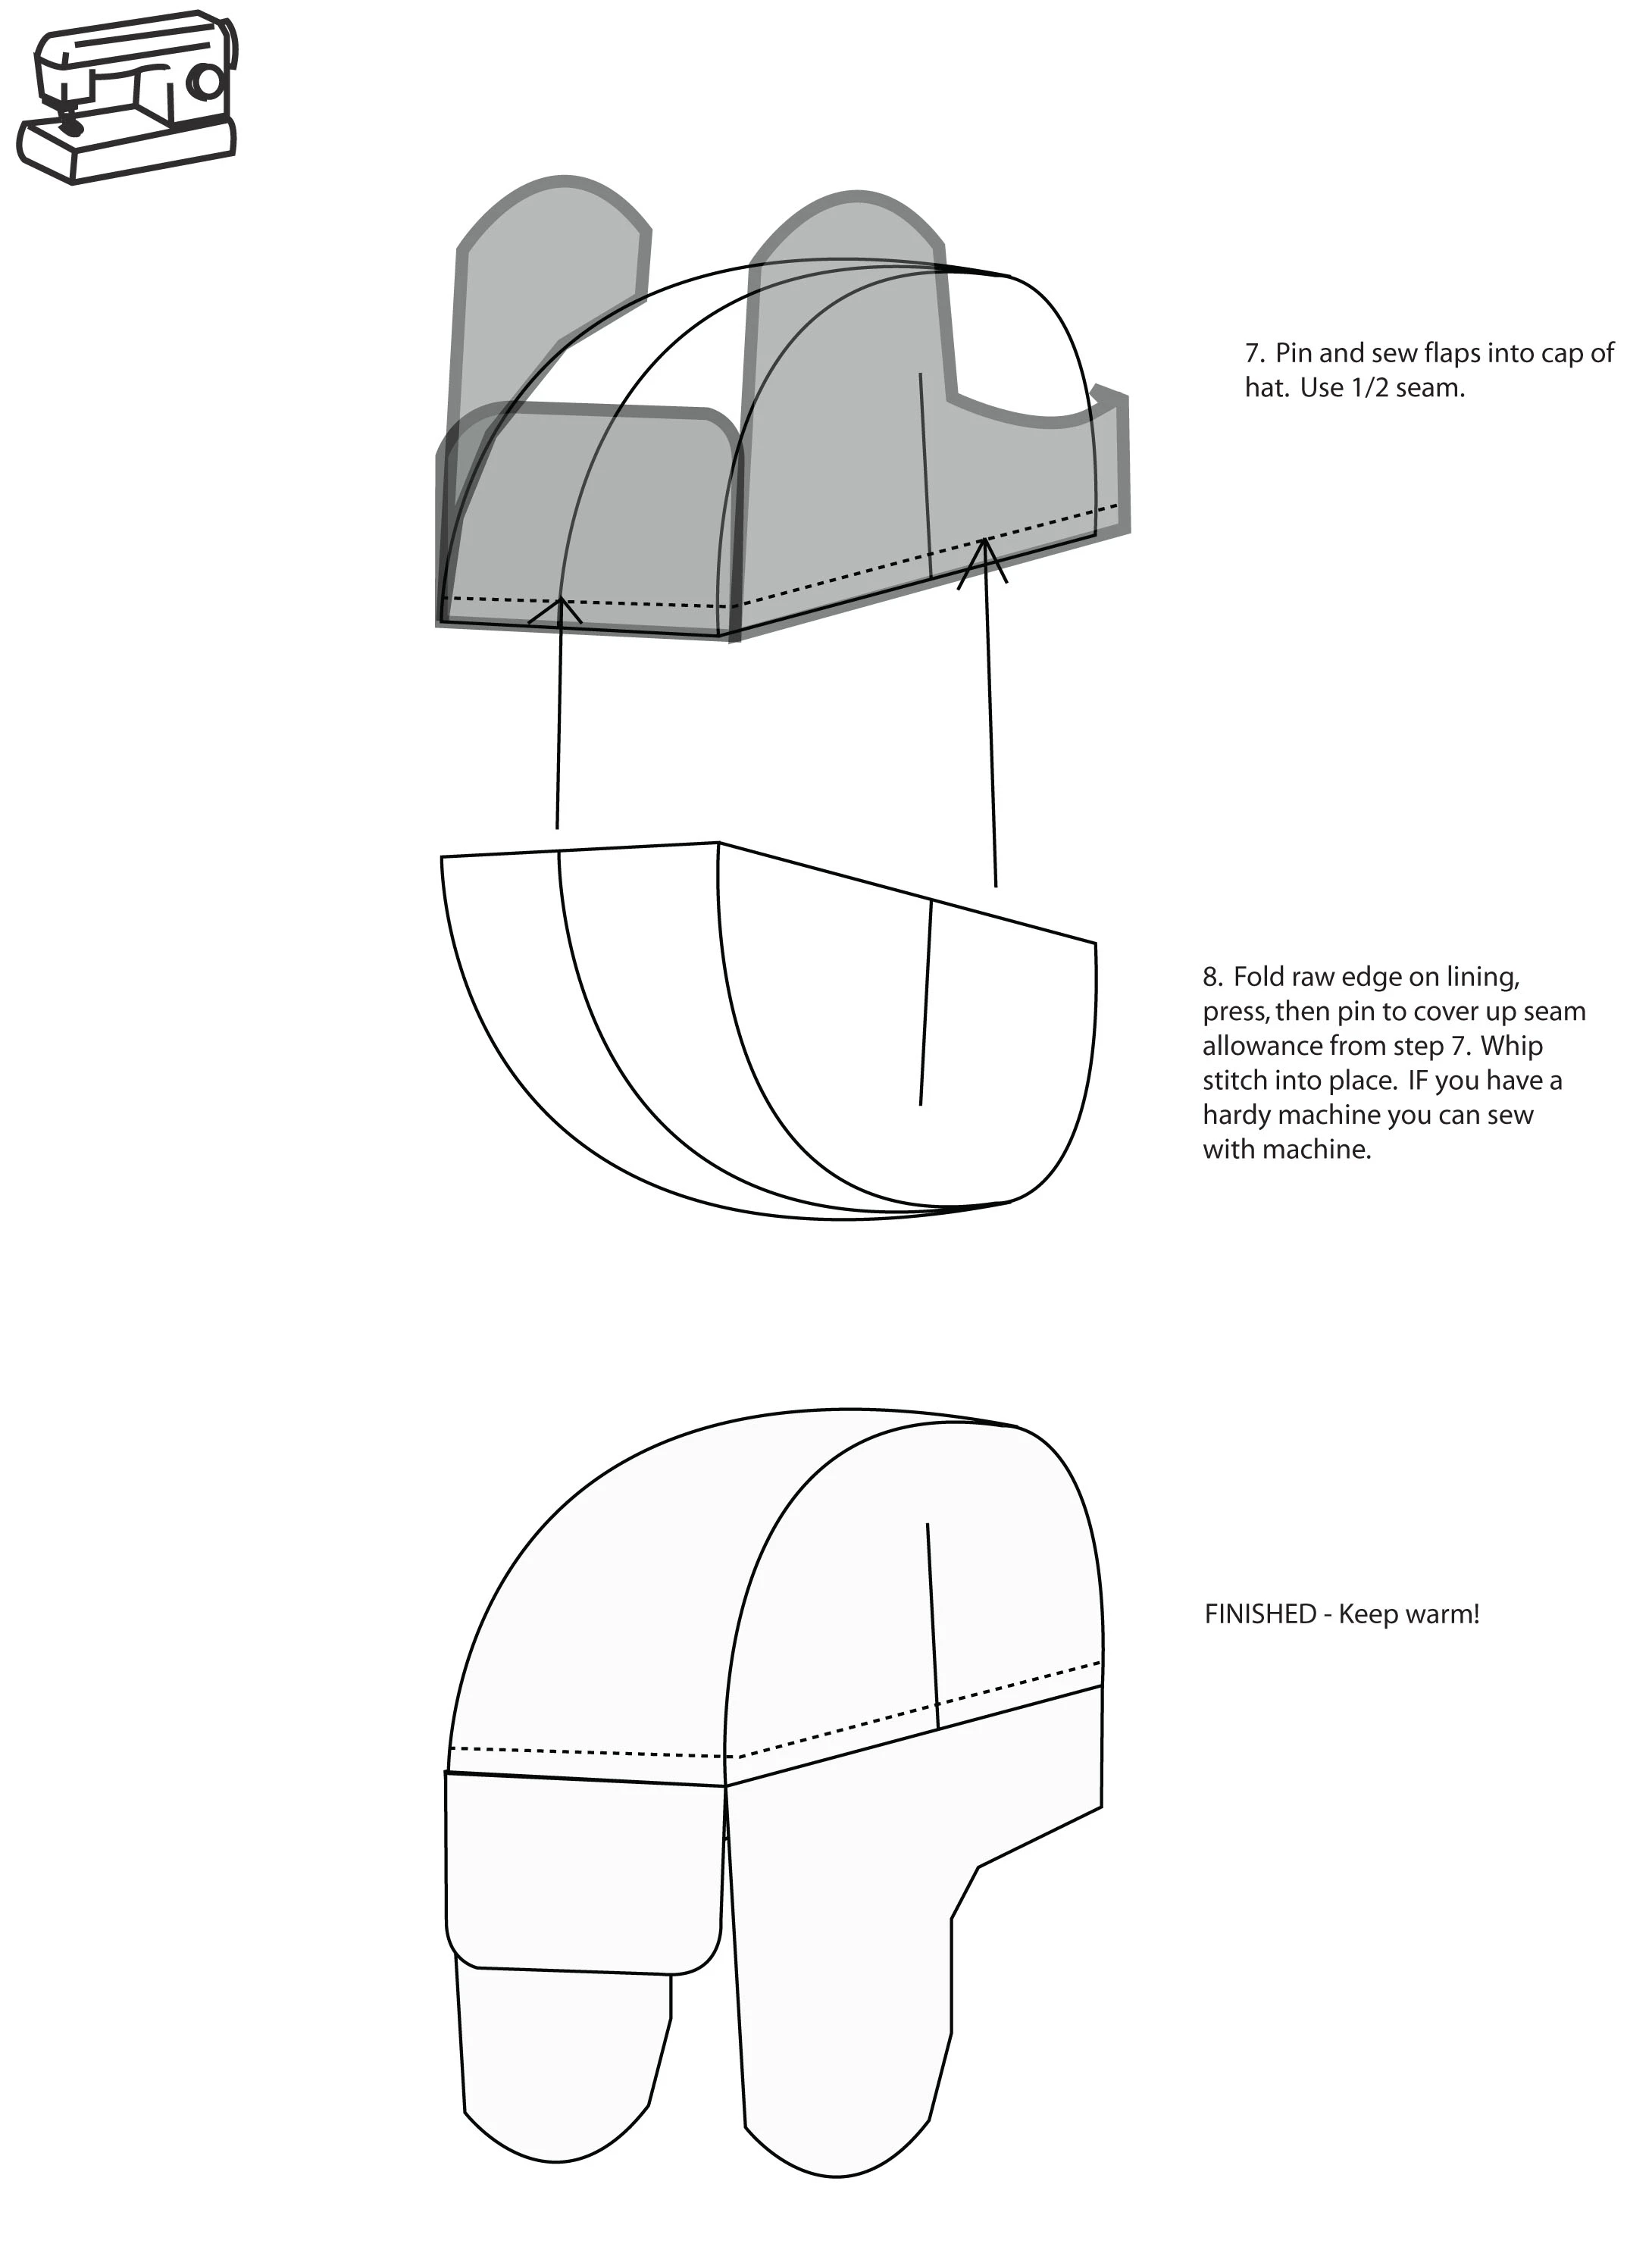 7. Pin and sew flaps into cap of
hat. Use 1/2 seam.
8. Fold raw edge on lining,
press, then pin to cover up seam
allowance from step 7. Whip
stitch into place. IF you have a
hardy machine you can sew
with machine.
FINISHED - Keep warm!